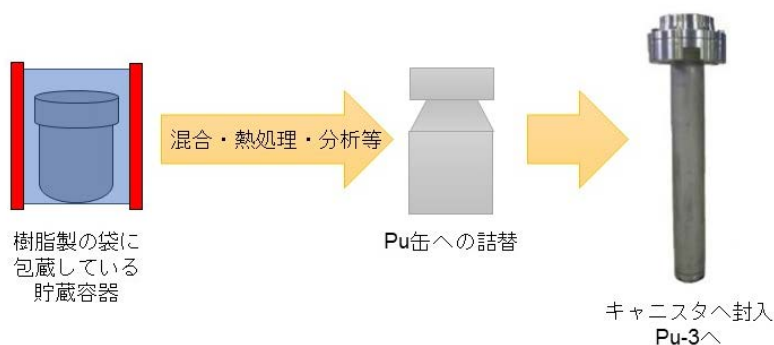 混合・熱処理・分析等
樹脂製の袋に
包蔵している
貯蔵容器
Pu缶への詰替
キャニスタへ封入
Pu-3へ